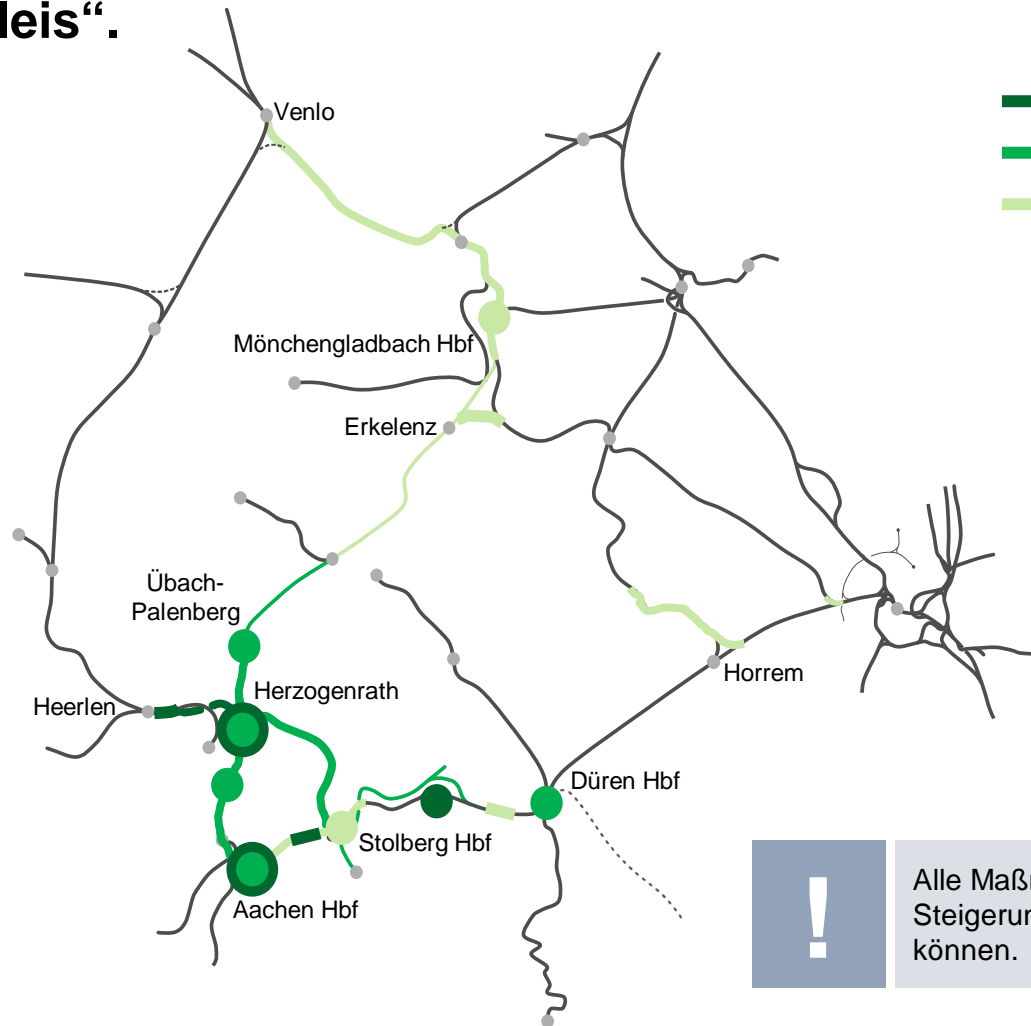 leis“.
Venlo
Mönchengladbach Hbf
Erkelenz
Übach-
Palenberg
Herzogenrath
Heerlen
Horrem
Düren Hbf
Stolberg Hbf
Aachen Hbf
!
Alle Maß
Steigerun
können.